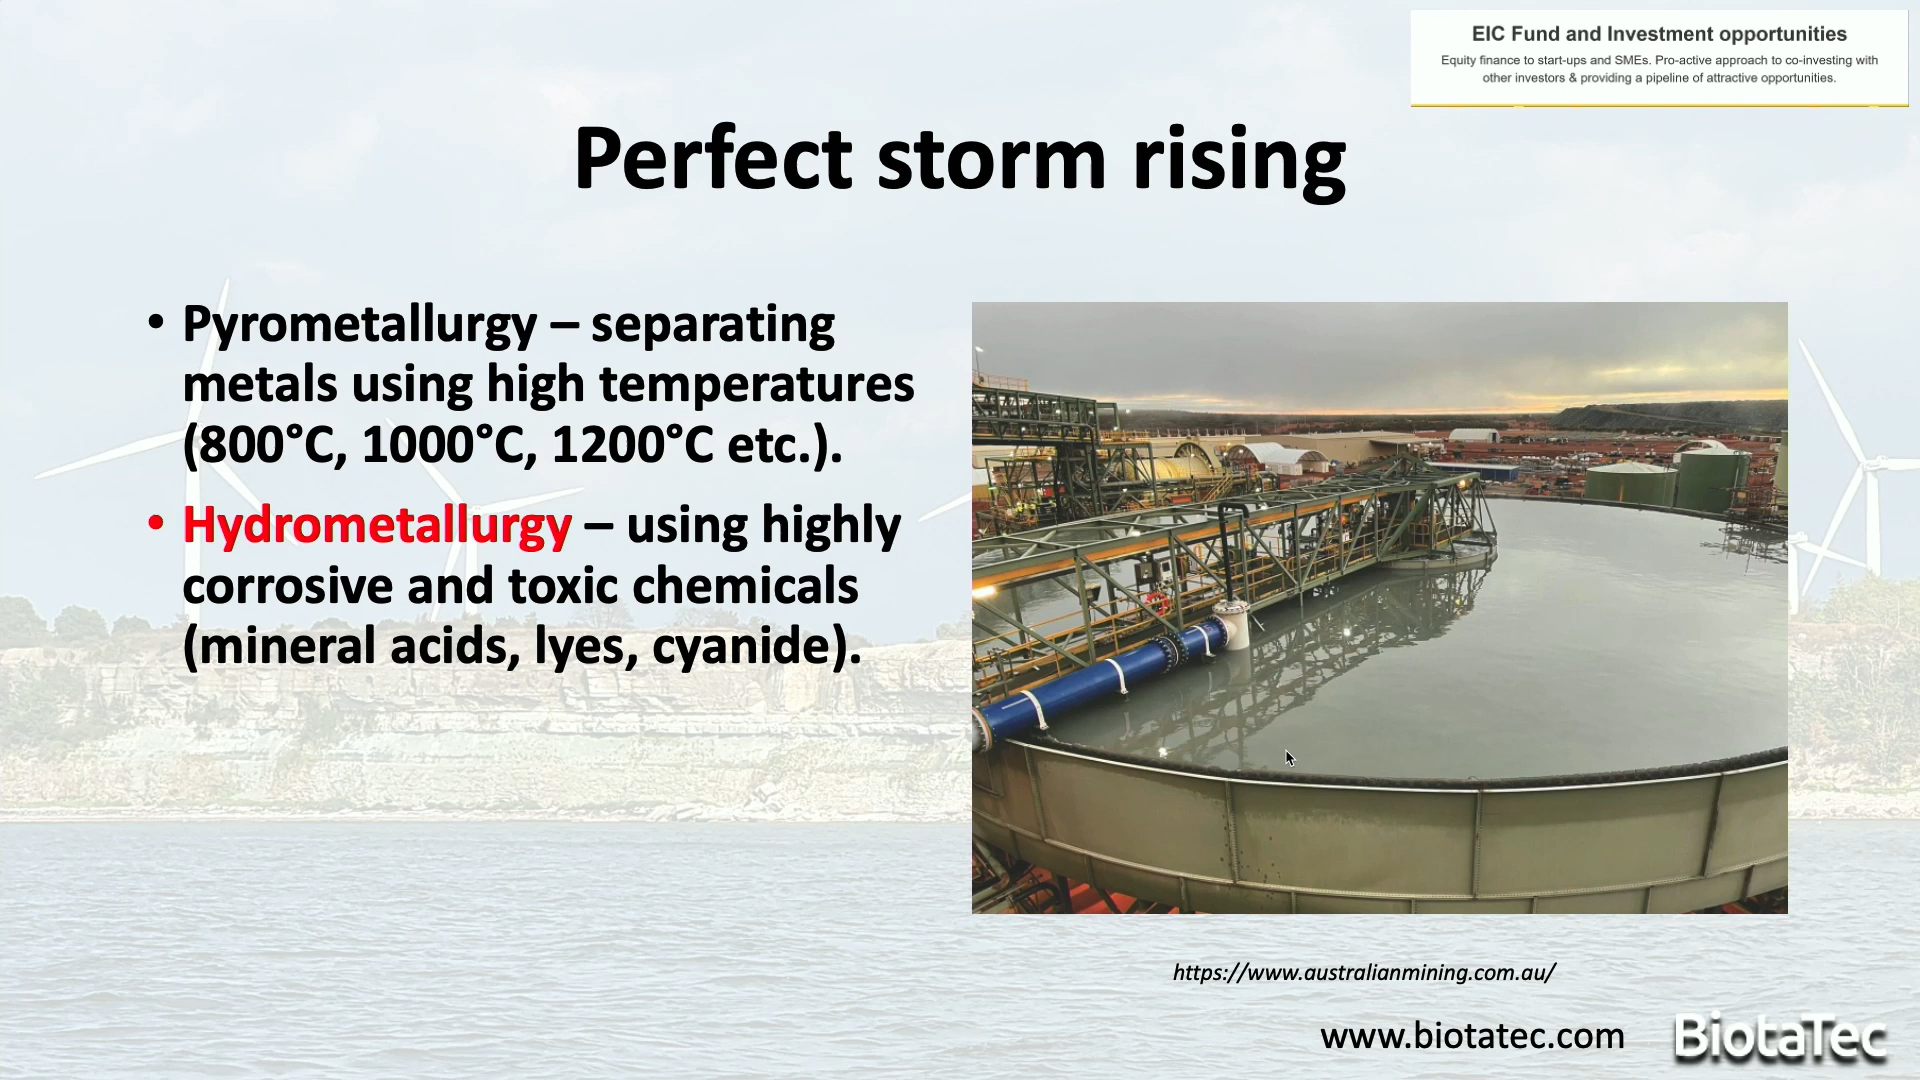 EIC Fund and Investment opportunities
Equity finance to start-ups and SMEs. Pro-active approach to co-investing with
other investors & providing a pipeline of attractive opportunities.
Perfect storm rising
• Pyrometallurgy – separating
metals using high temperatures
(800°C, 1000°C, 1200°C etc.).
• Hydrometallurgy – using highly
corrosive and toxic chemicals
(mineral acids, lyes, cyanide).
https://www.australianmining.com.au/
www.biotatec.com
BiotaTec